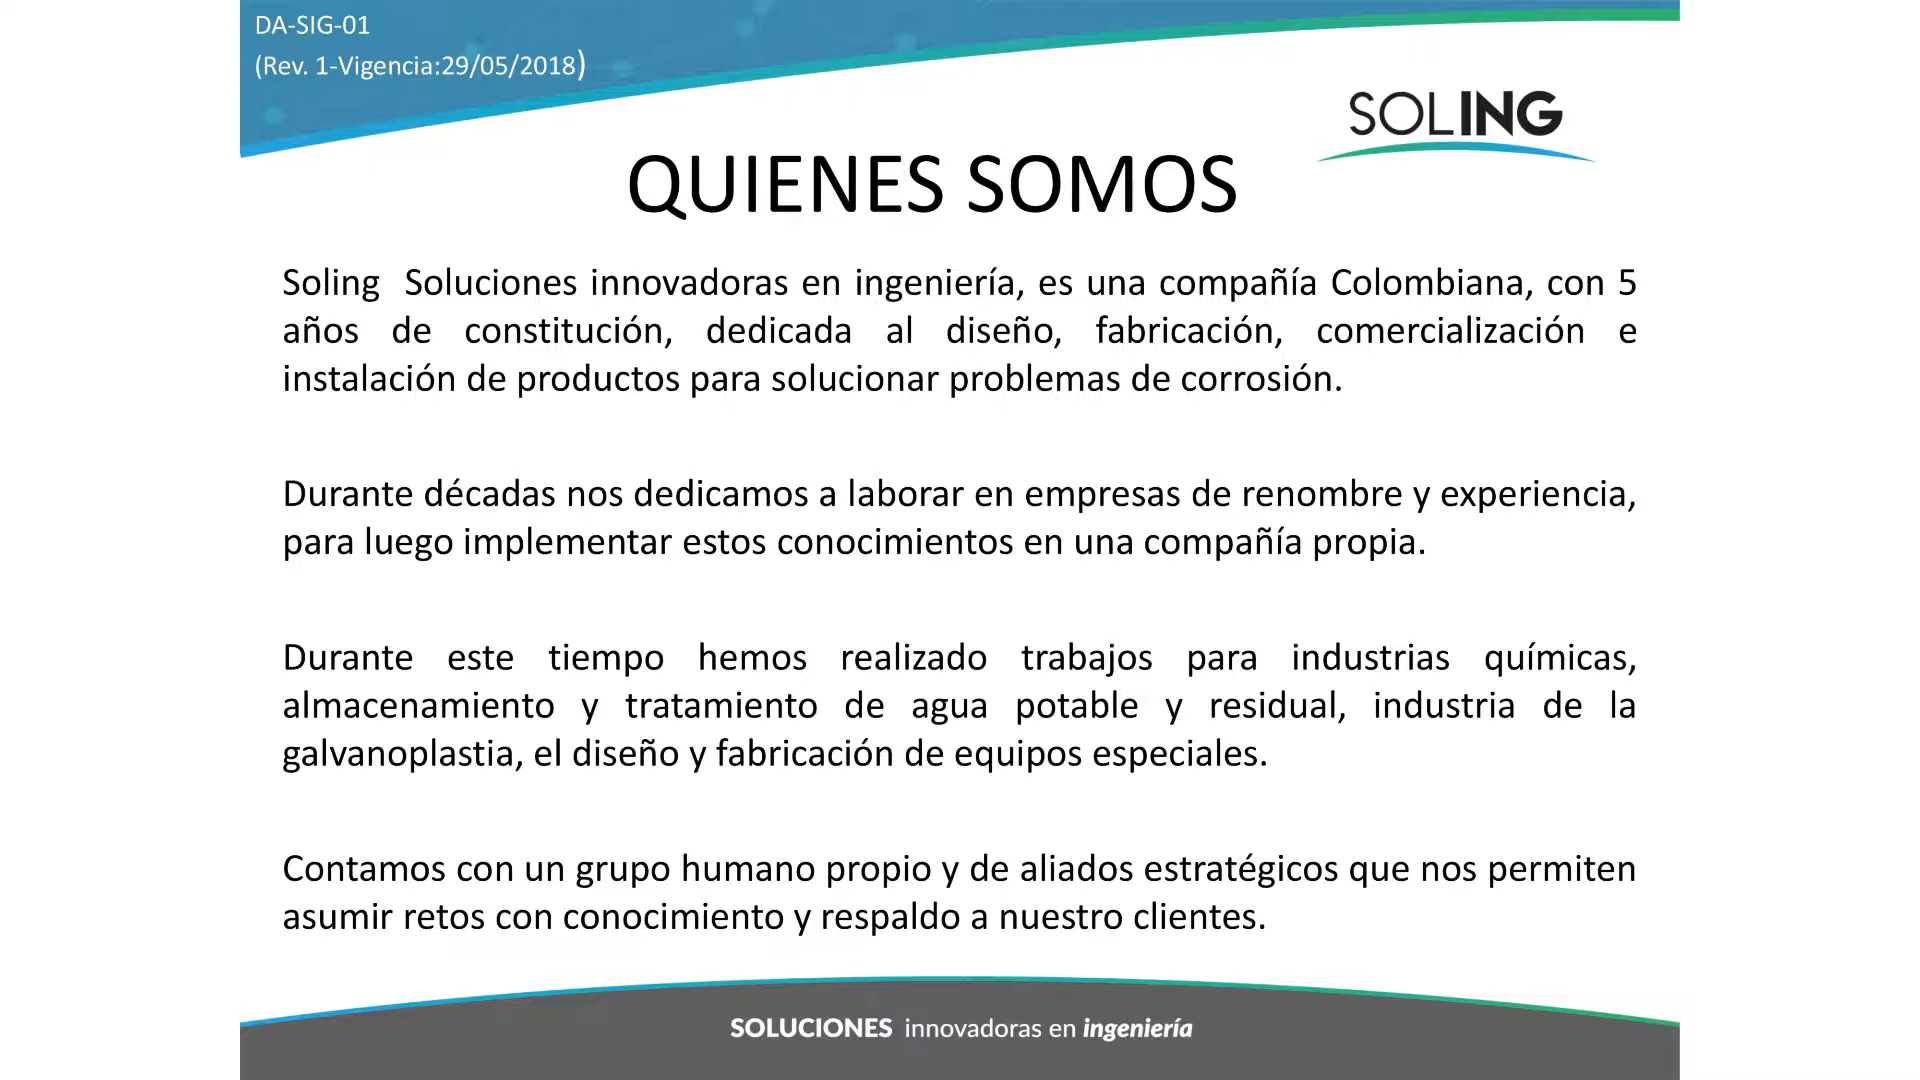 DA-SIG-01
(Rev. 1-Vigencia:29/05/2018)
SOLING
QUIENES SOMOS
Soling Soluciones innovadoras en ingeniería, es una compañía Colombiana, con 5
años de constitución, dedicada al diseño, fabricación, comercialización e
instalación de productos para solucionar problemas de corrosión.
Durante décadas nos dedicamos a laborar en empresas de renombre y experiencia,
para luego implementar estos conocimientos en una compañía propia.
Durante este tiempo hemos realizado trabajos para industrias químicas,
almacenamiento y tratamiento de agua potable y residual, industria de la
galvanoplastia, el diseño y fabricación de equipos especiales.
Contamos con un grupo humano propio y de aliados estratégicos que nos permiten
asumir retos con conocimiento y respaldo a nuestro clientes.
SOLUCIONES innovadoras en ingeniería